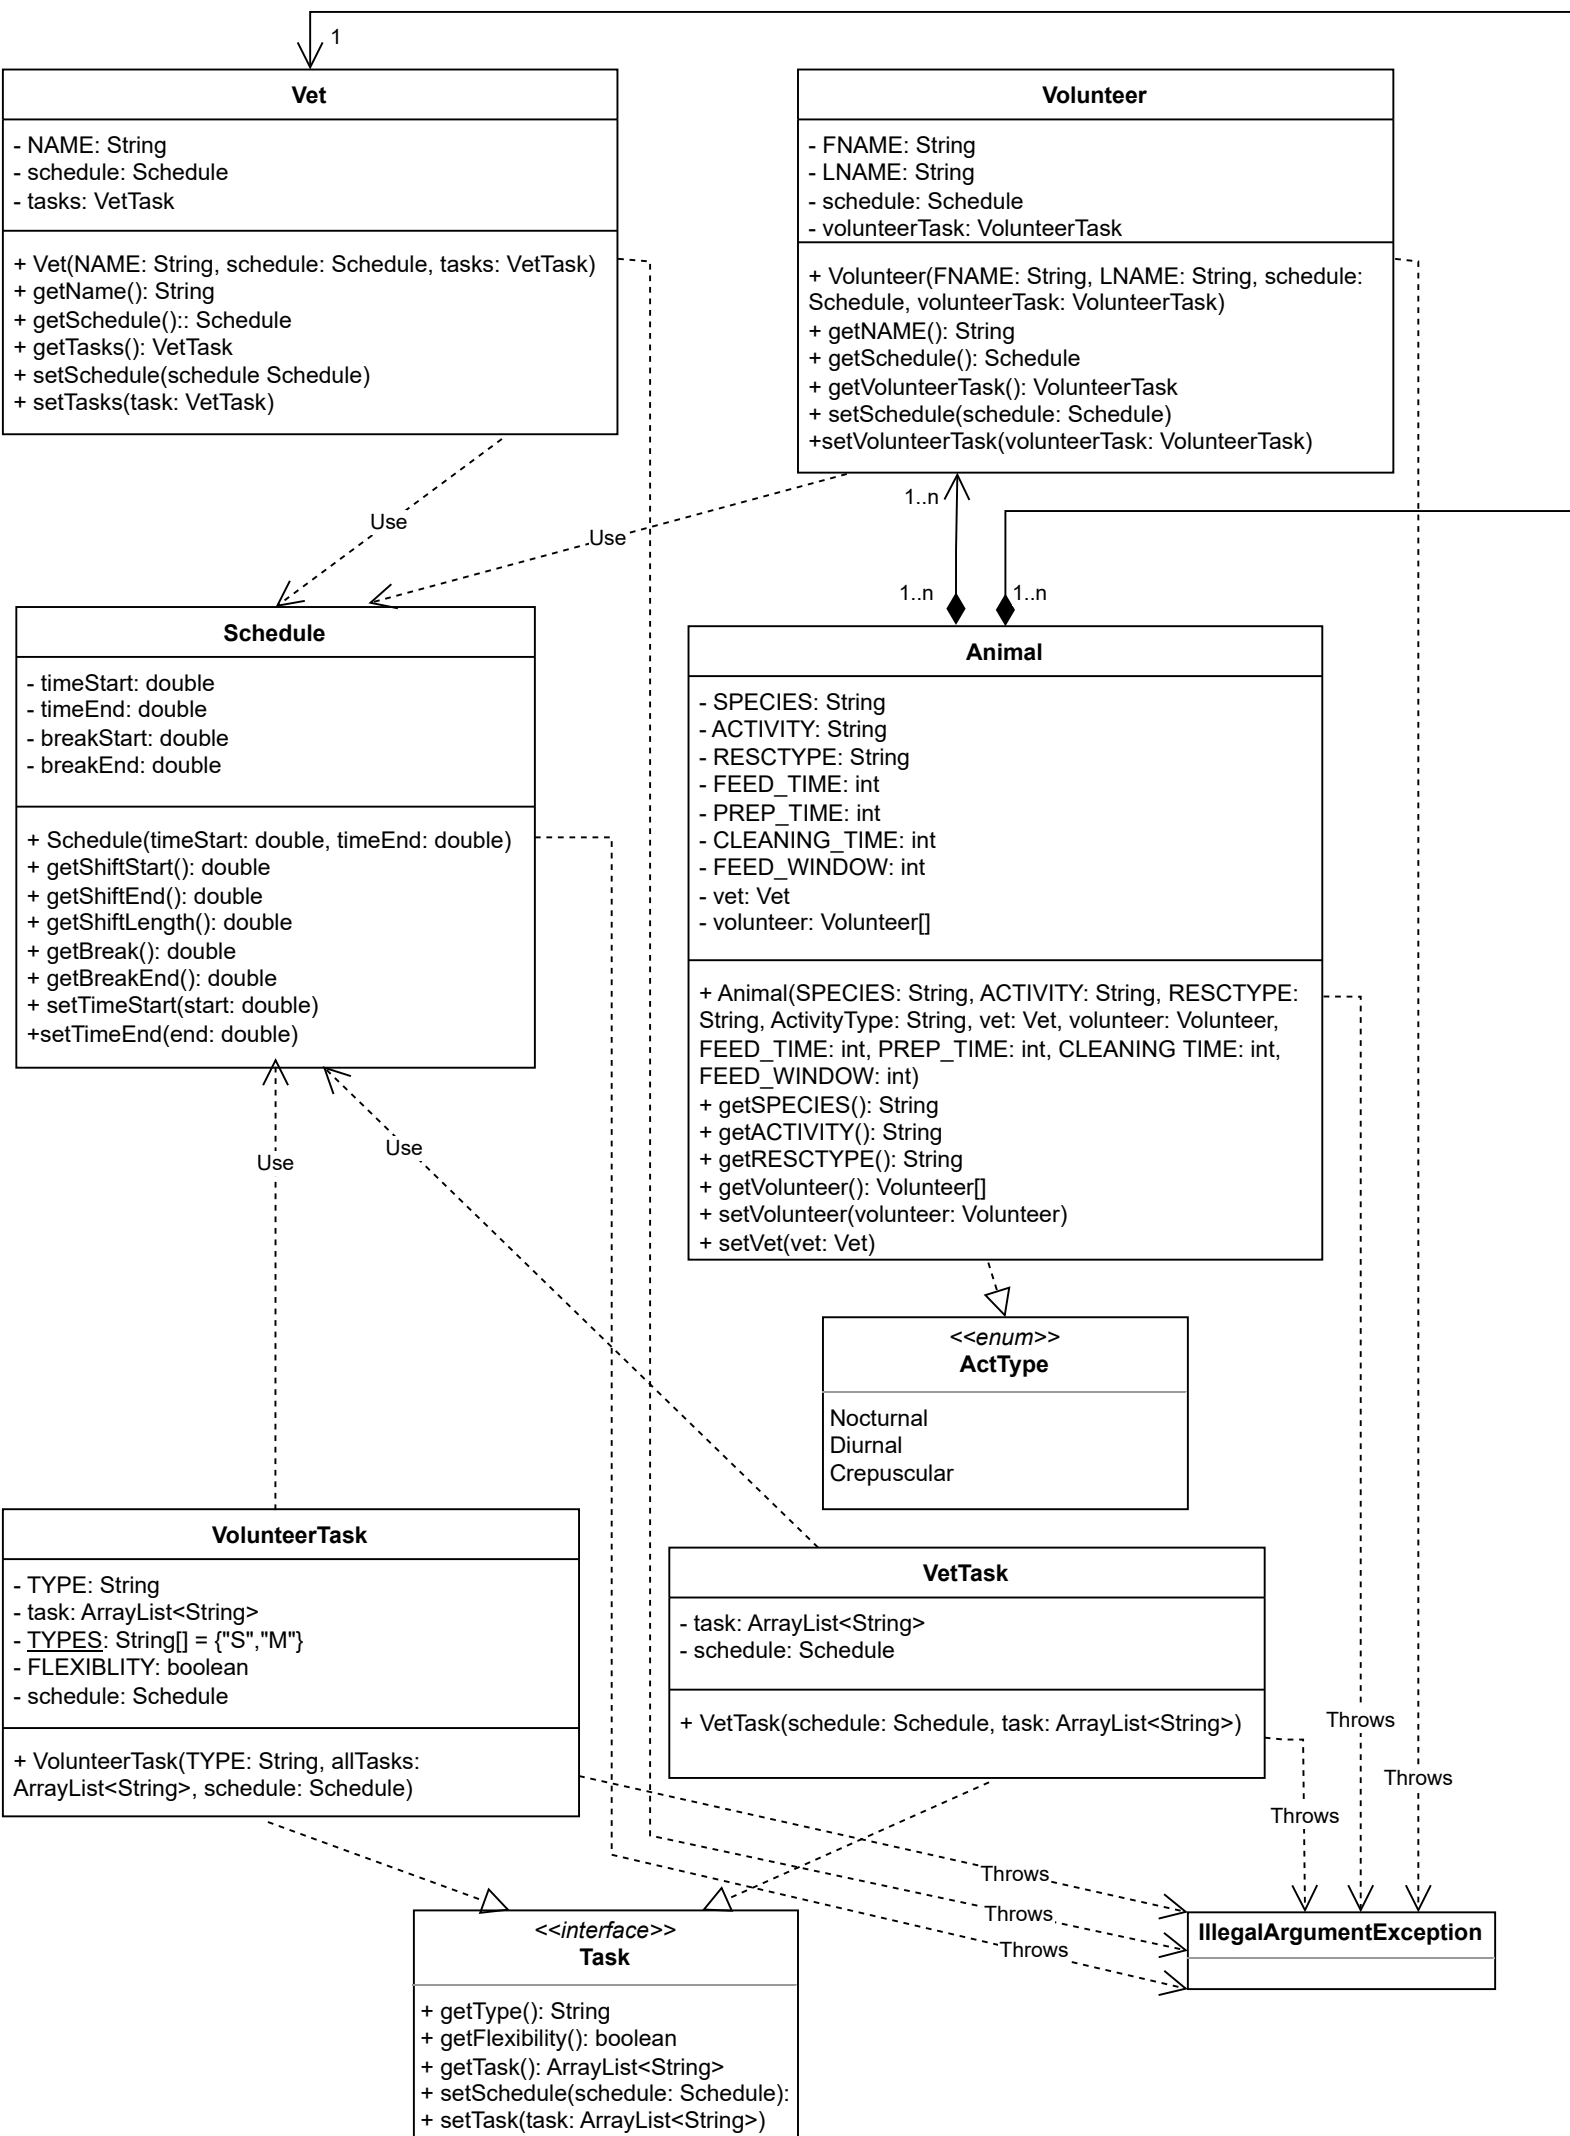 1
Vet
- NAME: String
- schedule: Schedule
- tasks: VetTask
+ Vet(NAME: String, schedule: Schedule, tasks: VetTask)
+ getName(): String
+ getSchedule():: Schedule
+ getTasks(): VetTask
+ setSchedule(schedule Schedule)
+ setTasks(task: VetTask)
Volunteer
- FNAME: String
- LNAME: String
- schedule: Schedule
- volunteerTask: VolunteerTask
+ Volunteer(FNAME: String, LNAME: String, schedule:
Schedule, volunteerTask: VolunteerTask)
+ getNAME(): String
+ getSchedule(): Schedule
+ getVolunteerTask(): VolunteerTask
+ setSchedule(schedule: Schedule)
+setVolunteerTask(volunteerTask: VolunteerTask)
1..n
Use
Use
1..n
1..n
Schedule
- timeStart: double
- timeEnd: double
- breakStart: double
- breakEnd: double
+ Schedule(timeStart: double, timeEnd: double)
+ getShiftStart(): double
+ getShiftEnd(): double
+ getShiftLength(): double
+ getBreak(): double
+ getBreakEnd(): double
+ setTimeStart(start: double)
+setTimeEnd(end: double)
Animal
- SPECIES: String
- ACTIVITY: String
- RESCTYPE: String
- FEED_TIME: int
- PREP_TIME: int
- CLEANING_TIME: int
- FEED_WINDOW: int
- vet: Vet
- volunteer: Volunteer[]
+ Animal(SPECIES: String, ACTIVITY: String, RESCTYPE:
String, ActivityType: String, vet: Vet, volunteer: Volunteer,
FEED_TIME: int, PREP_TIME: int, CLEANING TIME: int,
FEED_WINDOW: int)
+ getSPECIES(): String
+ getACTIVITY(): String
+ getRESCTYPE(): String
+ getVolunteer(): Volunteer[]
+ setVolunteer(volunteer: Volunteer)
+ setVet(vet: Vet)
Use
Use
<<enum>>
ActType
Nocturnal
Diurnal
Crepuscular
VolunteerTask
- TYPE: String
- task: ArrayList<String>
- TYPES: String[] = {"S","M"}
- FLEXIBLITY: boolean
- schedule: Schedule
+ VolunteerTask(TYPE: String, allTasks:
ArrayList<String>, schedule: Schedule)
VetTask
- task: ArrayList<String>
- schedule: Schedule
+ VetTask(schedule: Schedule, task: ArrayList<String>)
Throws
Throws
Throws
Throws
Throws
Throws
<<interface>>
Task
+ getType(): String
+ getFlexibility(): boolean
+ getTask(): ArrayList<String>
+ setSchedule(schedule: Schedule):
+ setTask(task: ArrayList<String>)
IllegalArgumentException